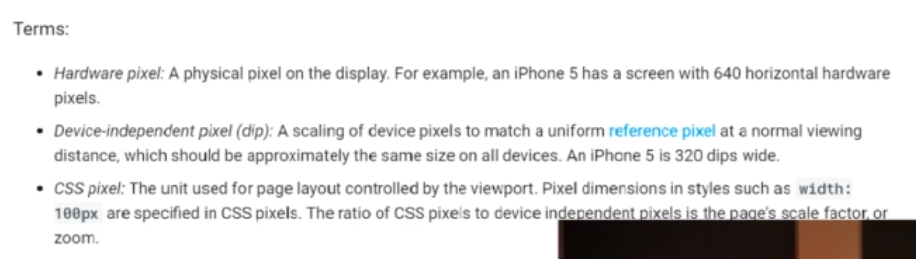 Terms:
• Hardware pixel: A physical pixel on the display. For example, an iPhone 5 has a screen with 640 horizontal hardware
pixels.
• Device-independent pixel (dip): A scaling of device pixels to match a uniform reference pixel at a normal viewing
distance, which should be approximately the same size on all devices. An iPhone 5 is 320 dips wide.
• CSS pixel: The unit used for page layout controlled by the viewport. Pixel dimensions in styles such as width:
100px are specified in CSS pixels. The ratio of CSS pixels to device independent pixels is the page's scale factor, or
zoom.